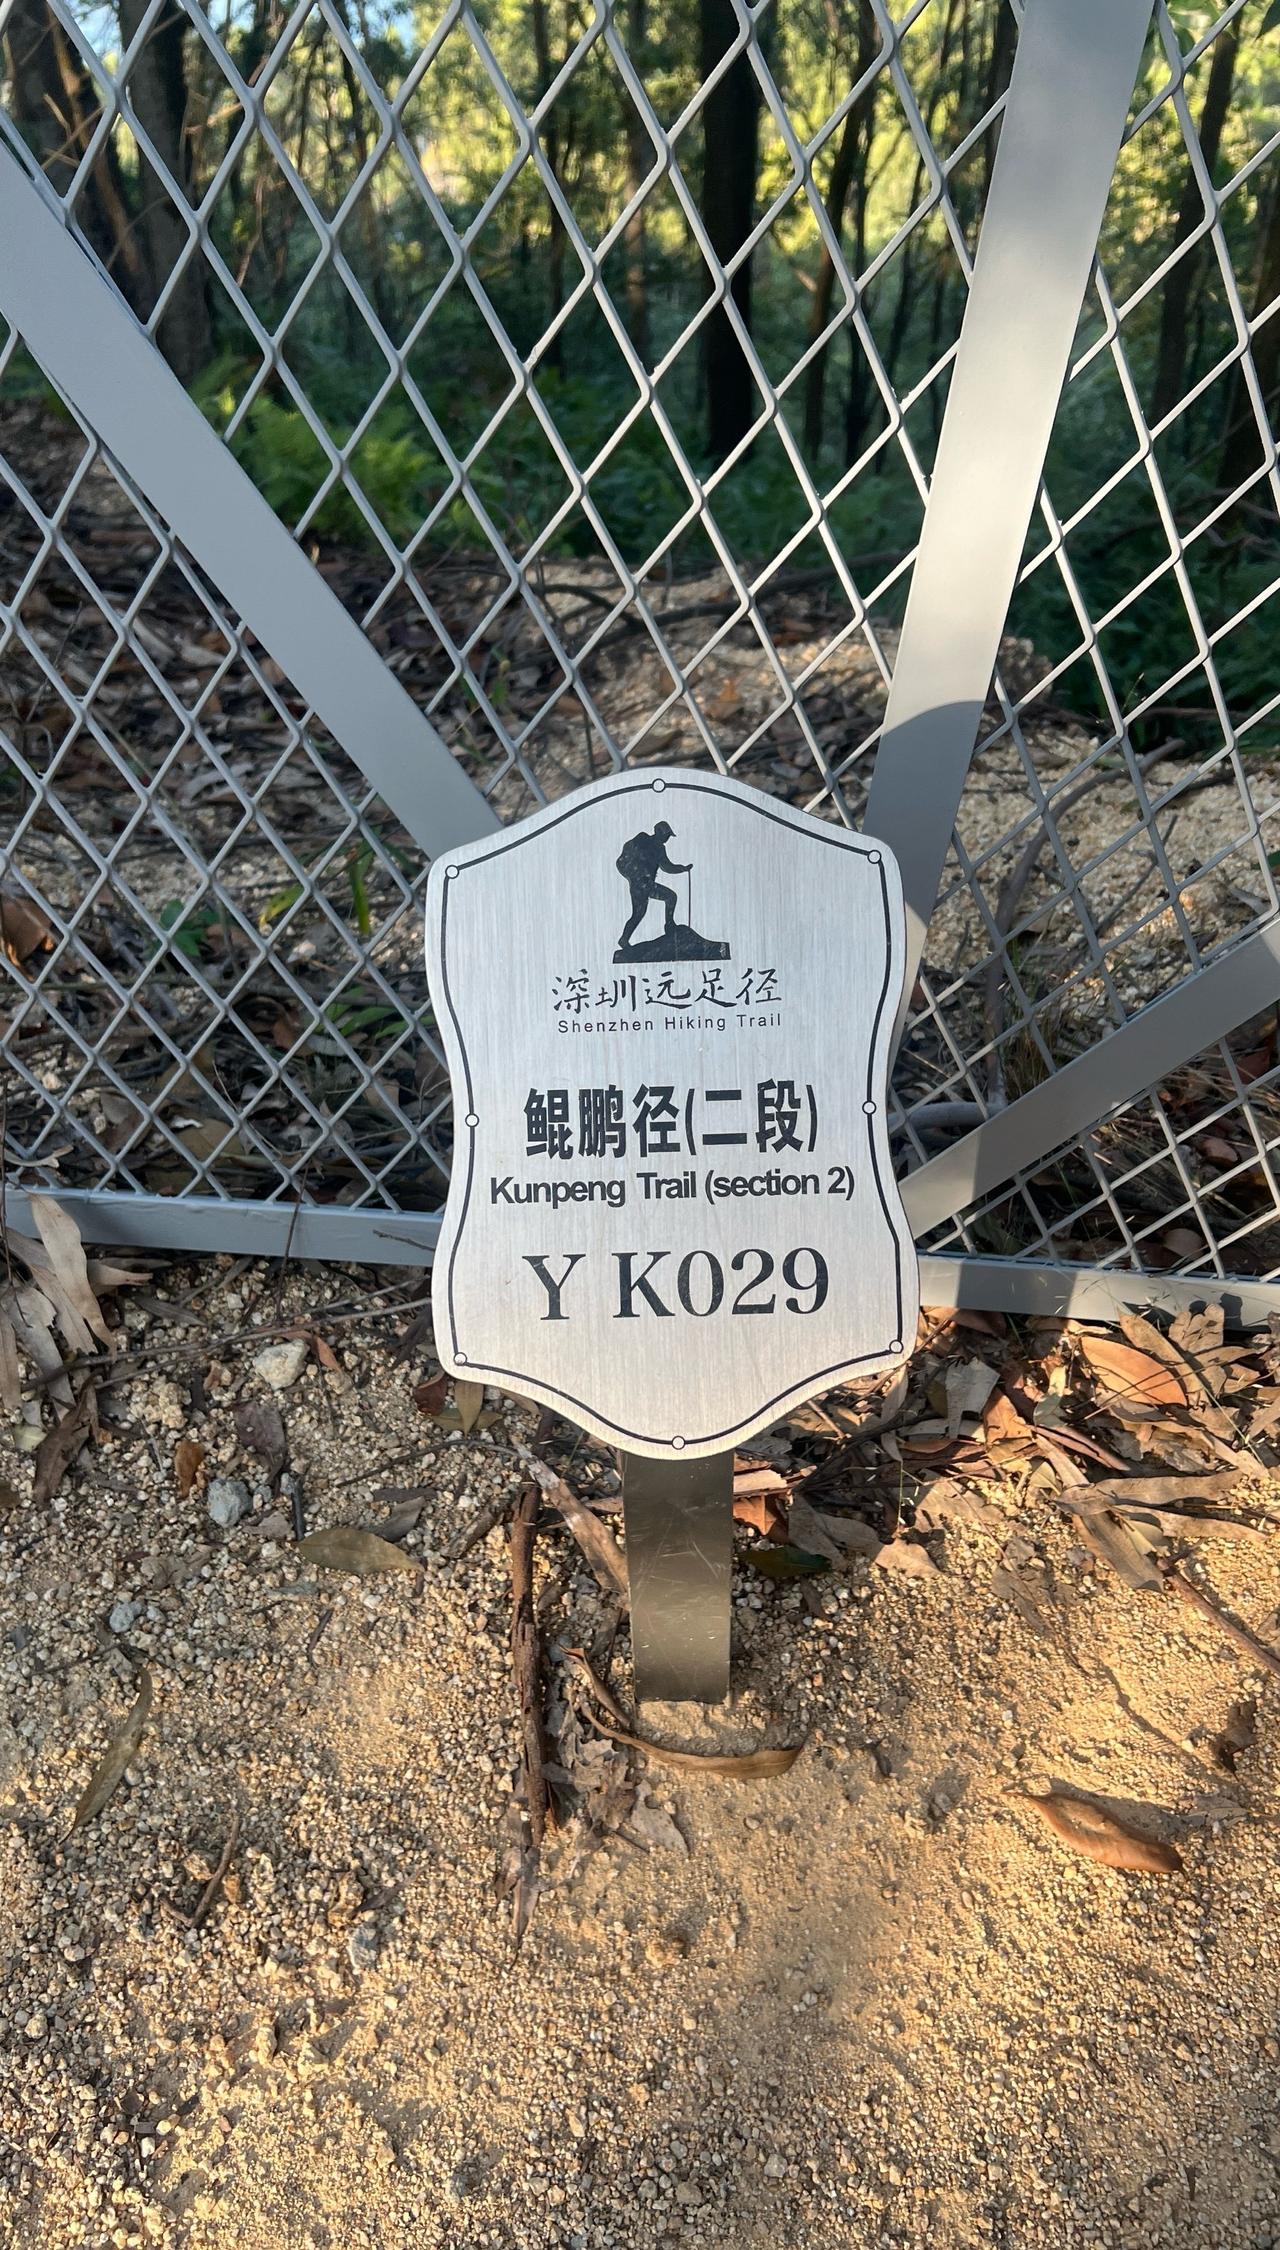 深圳远足径
Shenzhen Hiking Trail
鲲鹏径(二段)
Kunpeng Trail (section 2)
Y K029